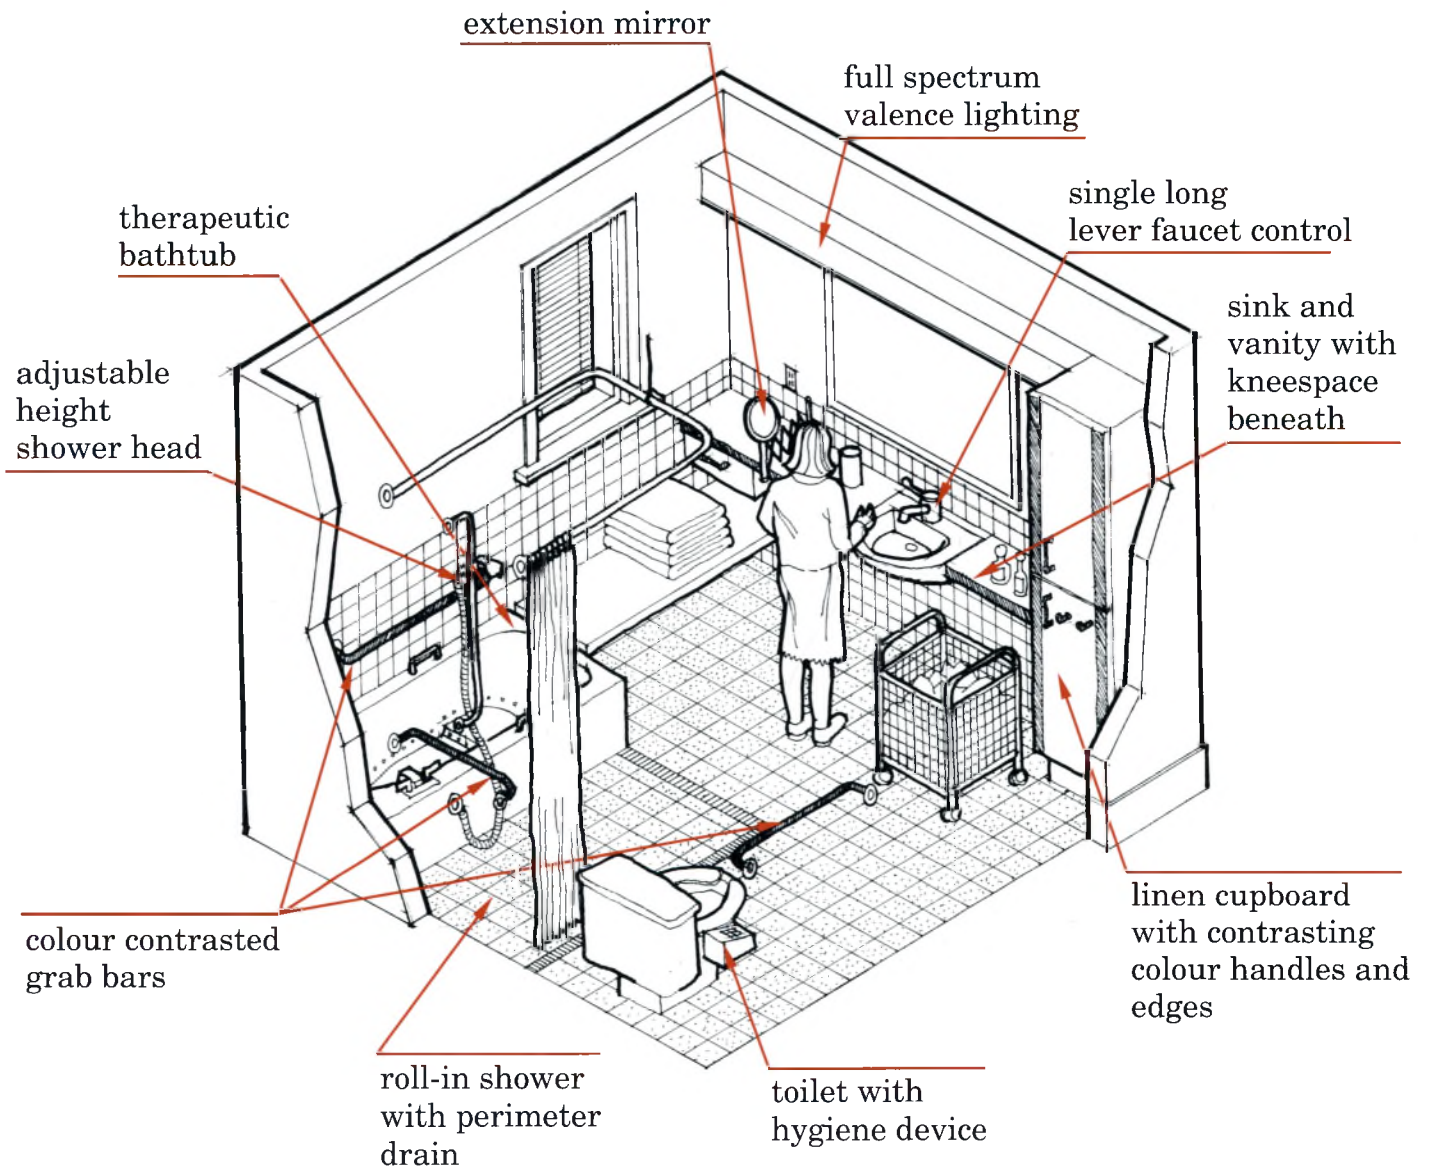 extension mirror
full spectrum
valence lighting
single long
lever faucet control
therapeutic
bathtub
sink and
vanity with
kneespace
beneath
adjustable
height
shower head
colour contrasted
grab bars
linen cupboard
with contrasting
colour handles and
edges
roll-in shower
with perimeter
drain
toilet with
hygiene device